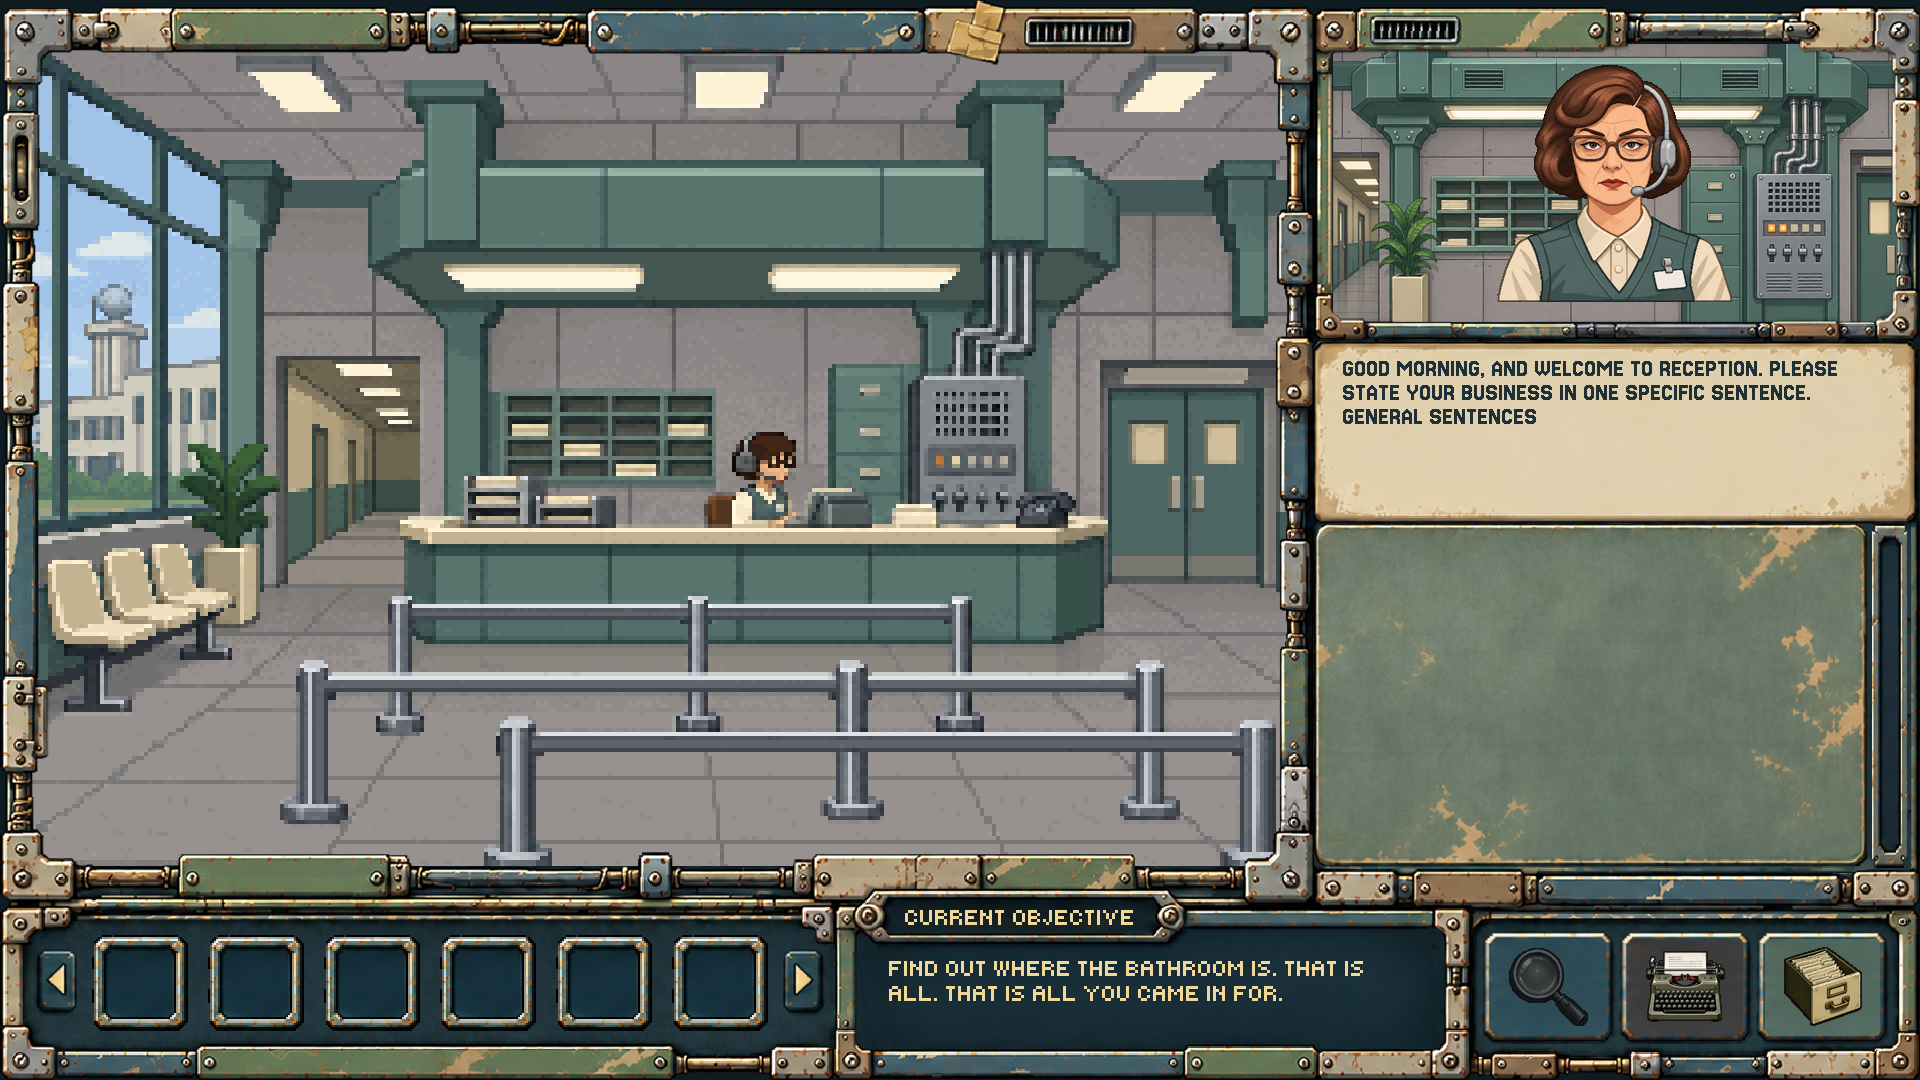 GOOD MORNING, AND WELCOME TO RECEPTION. PLEASE
STATE YOUR BUSINESS IN ONE SPECIFIC SENTENCE.
GENERAL SENTENCES
CURRENT OBJECTIVE
FIND OUT WHERE THE BATHROOM IS. THAT IS
ALL. THAT IS ALL YOU CAME IN FOR.